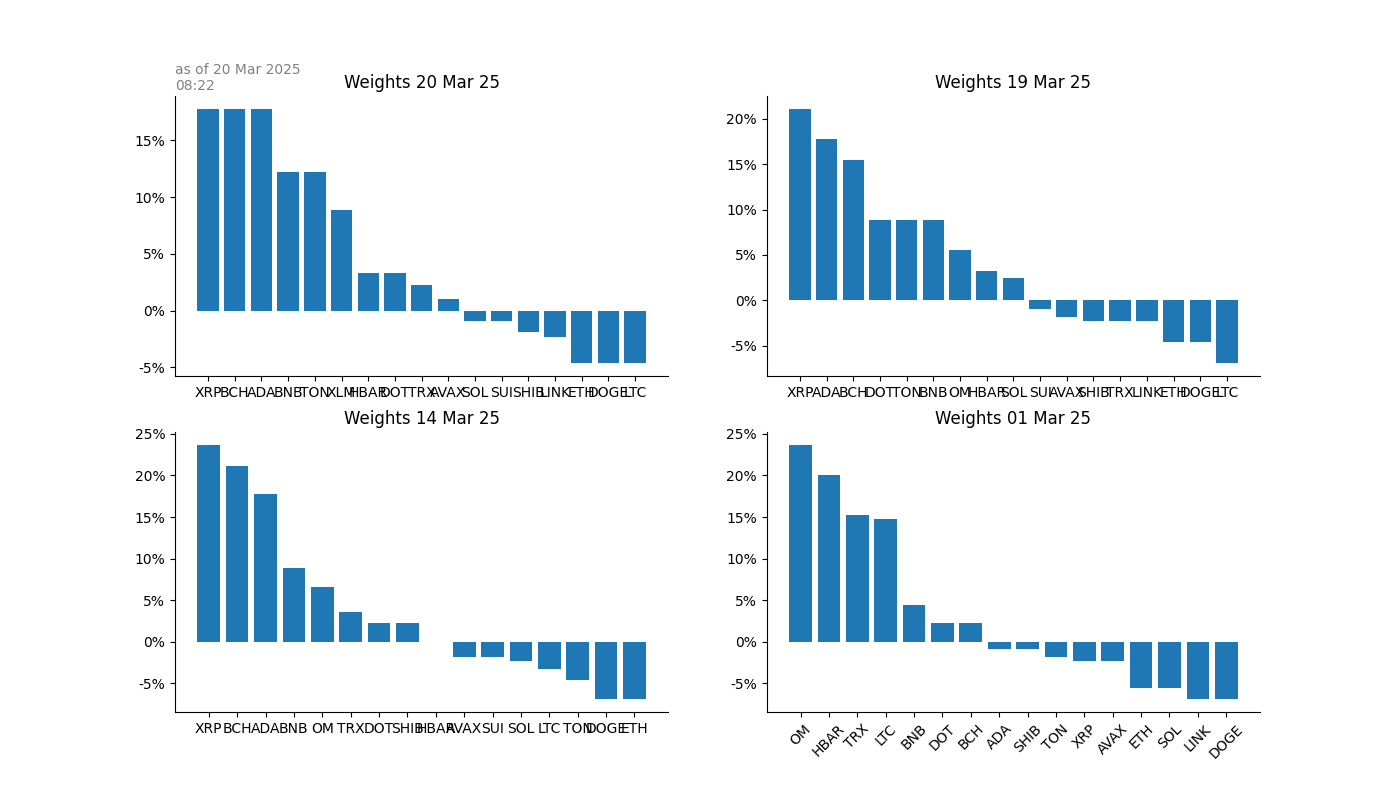 as of 20 Mar 2025
08:22
Weights 20 Mar 25
15%
10%
5%
0%
-5%
XRP BCH ADA BNB TON XLM HBAR DOT TRX AVAX SOL SUI SHIB LINK ETH DOGE LTC
Weights 19 Mar 25
20%
15%
10%
5%
0%
-5%
XRP ADA BCH DOT TON BNB OM HBAR SOL SUI AVAX SHIB TRX LINK ETH DOGE LTC
Weights 14 Mar 25
25%
20%
15%
10%
5%
0%
-5%
XRP BCH ADA BNB OM TRX DOT SHIB HBAR AVAX SUI SOL LTC TON DOGE ETH
Weights 01 Mar 25
25%
20%
15%
10%
5%
0%
-5%
OM HBAR TRX LTC BNB DOT BCH ADA SHIB TON XRP AVAX ETH SOL LINK DOGE